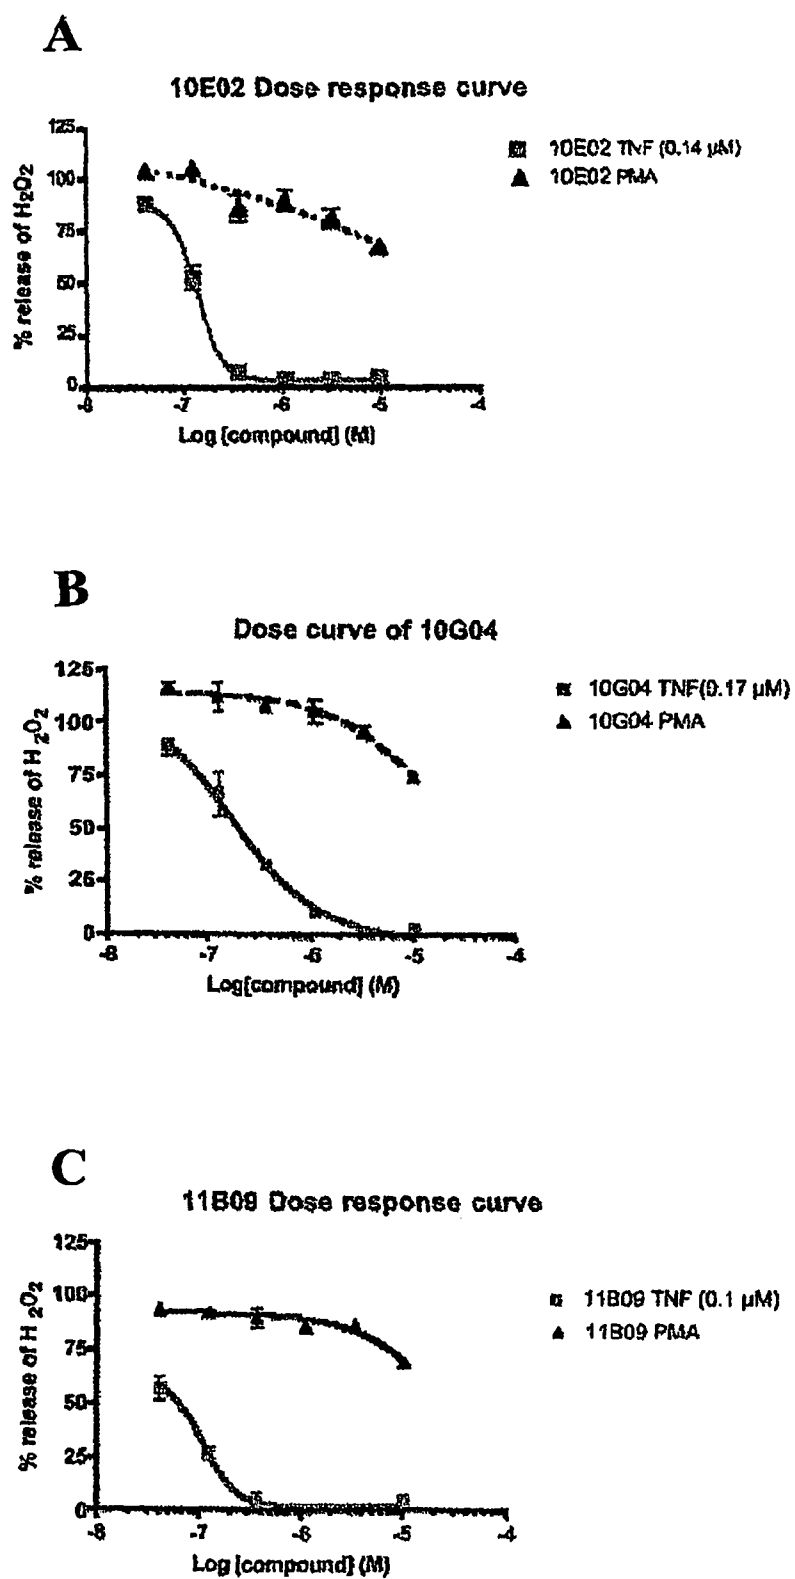 A
10E02 Dose response curve
125
100
75
50
25
0
% release of H2O2
-8 -7 -6 -5 -4
Log [compound] (M)
10E02 TNF (0.14 µM)
10E02 PMA
B
Dose curve of 10G04
125
100
75
50
25
0
% release of H2O2
-8 -7 -6 -5 -4
Log[compound] (M)
10G04 TNF(0.17 µM)
10G04 PMA
C
11B09 Dose response curve
125
100
75
50
25
0
% release of H2O2
-8 -7 -6 -5 -4
Log [compound] (M)
11B09 TNF (0.1 µM)
11B09 PMA